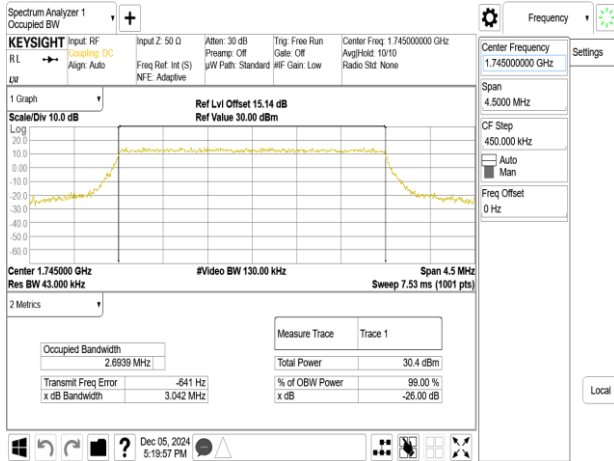 Spectrum Analyzer 1
Occupied BW
+
Frequency
KEYSIGHT
RL
LXI
Input: RF
Coupling: DC
Align: Auto
Input Z: 50 Ω
Freq Ref: Int (S)
NFE: Adaptive
Atten: 30 dB
Preamp: Off
µW Path: Standard
Trig: Free Run
Gate: Off
#IF Gain: Low
Center Freq: 1.745000000 GHz
Avg|Hold: 10/10
Radio Std: None
Center Frequency
1.745000000 GHz
Settings
Span
4.5000 MHz
CF Step
450.000 kHz
Auto
Man
Freq Offset
0 Hz
Local
1 Graph
Scale/Div 10.0 dB
Ref Lvl Offset 15.14 dB
Ref Value 30.00 dBm
Log
20.0
10.0
0.00
-10.0
-20.0
-30.0
-40.0
-50.0
-60.0
Center 1.745000 GHz
#Video BW 130.00 kHz
Span 4.5 MHz
Res BW 43.000 kHz
Sweep 7.53 ms (1001 pts)
2 Metrics
Measure Trace Trace 1
Occupied Bandwidth
2.6939 MHz
Total Power 30.4 dBm
Transmit Freq Error -641 Hz
% of OBW Power 99.00 %
x dB Bandwidth 3.042 MHz
x dB -26.00 dB
?
Dec 05, 2024
5:19:57 PM